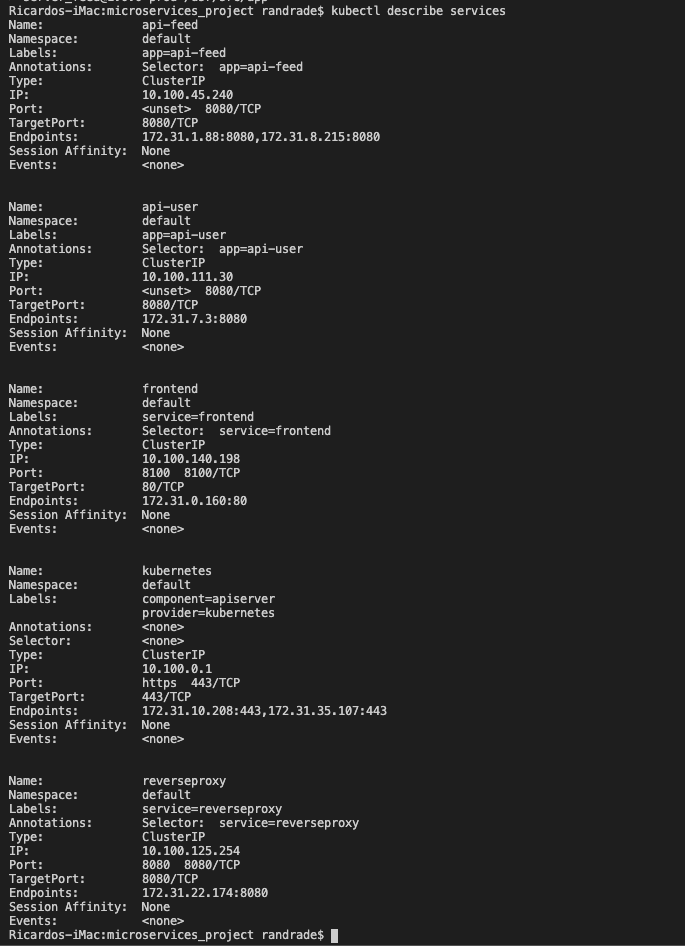 Ricardos-iMac:microservices_project randrade$ kubectl describe services
Name:              api-feed
Namespace:         default
Labels:            app=api-feed
Annotations:       Selector:  app=api-feed
Type:              ClusterIP
IP:                10.100.45.240
Port:              <unset>  8080/TCP
TargetPort:        8080/TCP
Endpoints:         172.31.1.88:8080,172.31.8.215:8080
Session Affinity:  None
Events:            <none>

Name:              api-user
Namespace:         default
Labels:            app=api-user
Annotations:       Selector:  app=api-user
Type:              ClusterIP
IP:                10.100.111.30
Port:              <unset>  8080/TCP
TargetPort:        8080/TCP
Endpoints:         172.31.7.3:8080
Session Affinity:  None
Events:            <none>

Name:              frontend
Namespace:         default
Labels:            service=frontend
Annotations:       Selector:  service=frontend
Type:              ClusterIP
IP:                10.100.140.198
Port:              8100  8100/TCP
TargetPort:        80/TCP
Endpoints:         172.31.0.160:80
Session Affinity:  None
Events:            <none>

Name:              kubernetes
Namespace:         default
Labels:            component=apiserver
                   provider=kubernetes
Annotations:       <none>
Selector:          <none>
Type:              ClusterIP
IP:                10.100.0.1
Port:              https  443/TCP
TargetPort:        443/TCP
Endpoints:         172.31.10.208:443,172.31.35.107:443
Session Affinity:  None
Events:            <none>

Name:              reverseproxy
Namespace:         default
Labels:            service=reverseproxy
Annotations:       Selector:  service=reverseproxy
Type:              ClusterIP
IP:                10.100.125.254
Port:              8080  8080/TCP
TargetPort:        8080/TCP
Endpoints:         172.31.22.174:8080
Session Affinity:  None
Events:            <none>
Ricardos-iMac:microservices_project randrade$